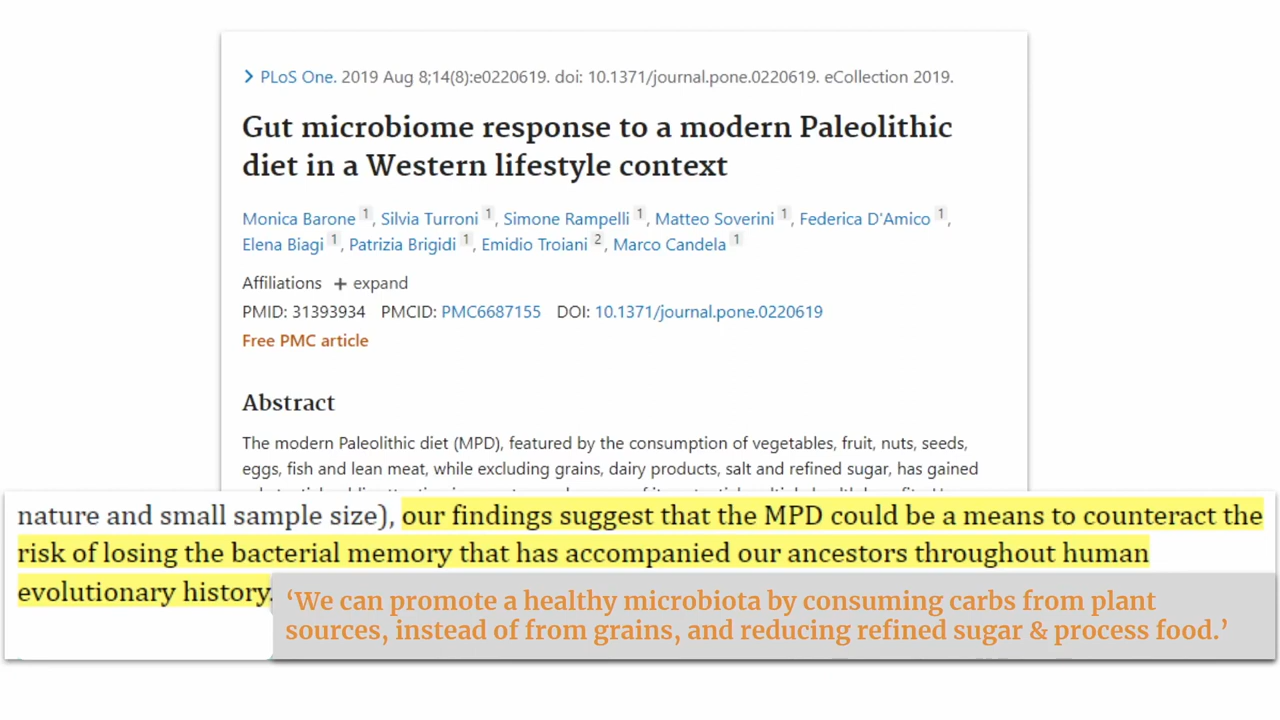 > PLoS One. 2019 Aug 8;14(8):e0220619. doi: 10.1371/journal.pone.0220619. eCollection 2019.
Gut microbiome response to a modern Paleolithic
diet in a Western lifestyle context
Monica Barone 1, Silvia Turroni 1, Simone Rampelli 1, Matteo Soverini 1, Federica D'Amico 1,
Elena Biagi 1, Patrizia Brigidi 1, Emidio Troiani 2, Marco Candela 1
Affiliations + expand
PMID: 31393934 PMCID: PMC6687155 DOI: 10.1371/journal.pone.0220619
Free PMC article
Abstract
The modern Paleolithic diet (MPD), featured by the consumption of vegetables, fruit, nuts, seeds,
eggs, fish and lean meat, while excluding grains, dairy products, salt and refined sugar, has gained
nature and small sample size), our findings suggest that the MPD could be a means to counteract the
risk of losing the bacterial memory that has accompanied our ancestors throughout human
evolutionary history.
‘We can promote a healthy microbiota by consuming carbs from plant
sources, instead of from grains, and reducing refined sugar & process food.’